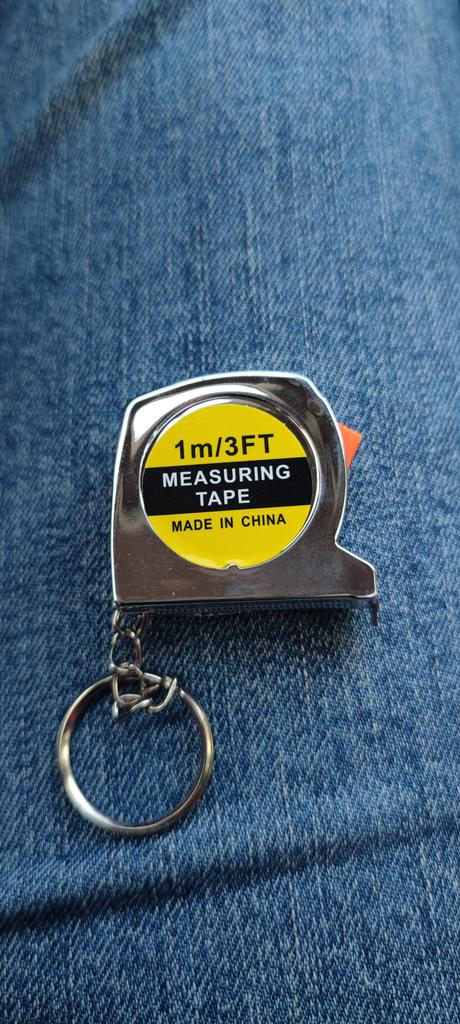 1m/3FT
MEASURING
TAPE
MADE IN CHINA